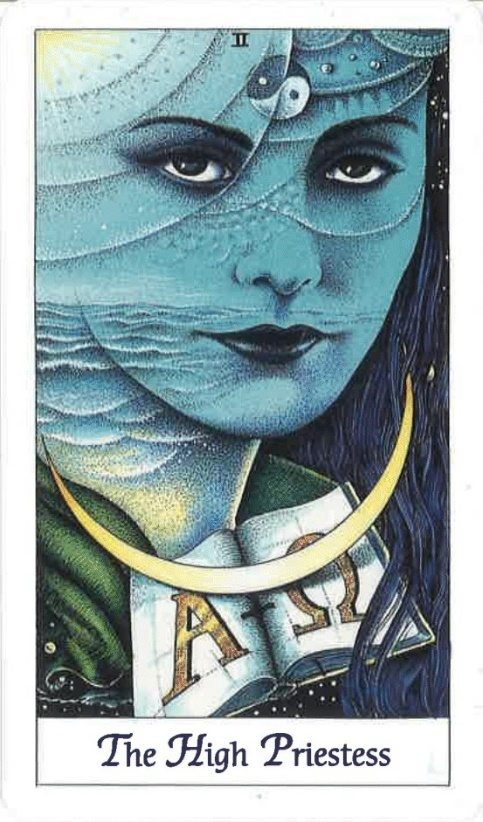 II
Α Ω
The High Priestess